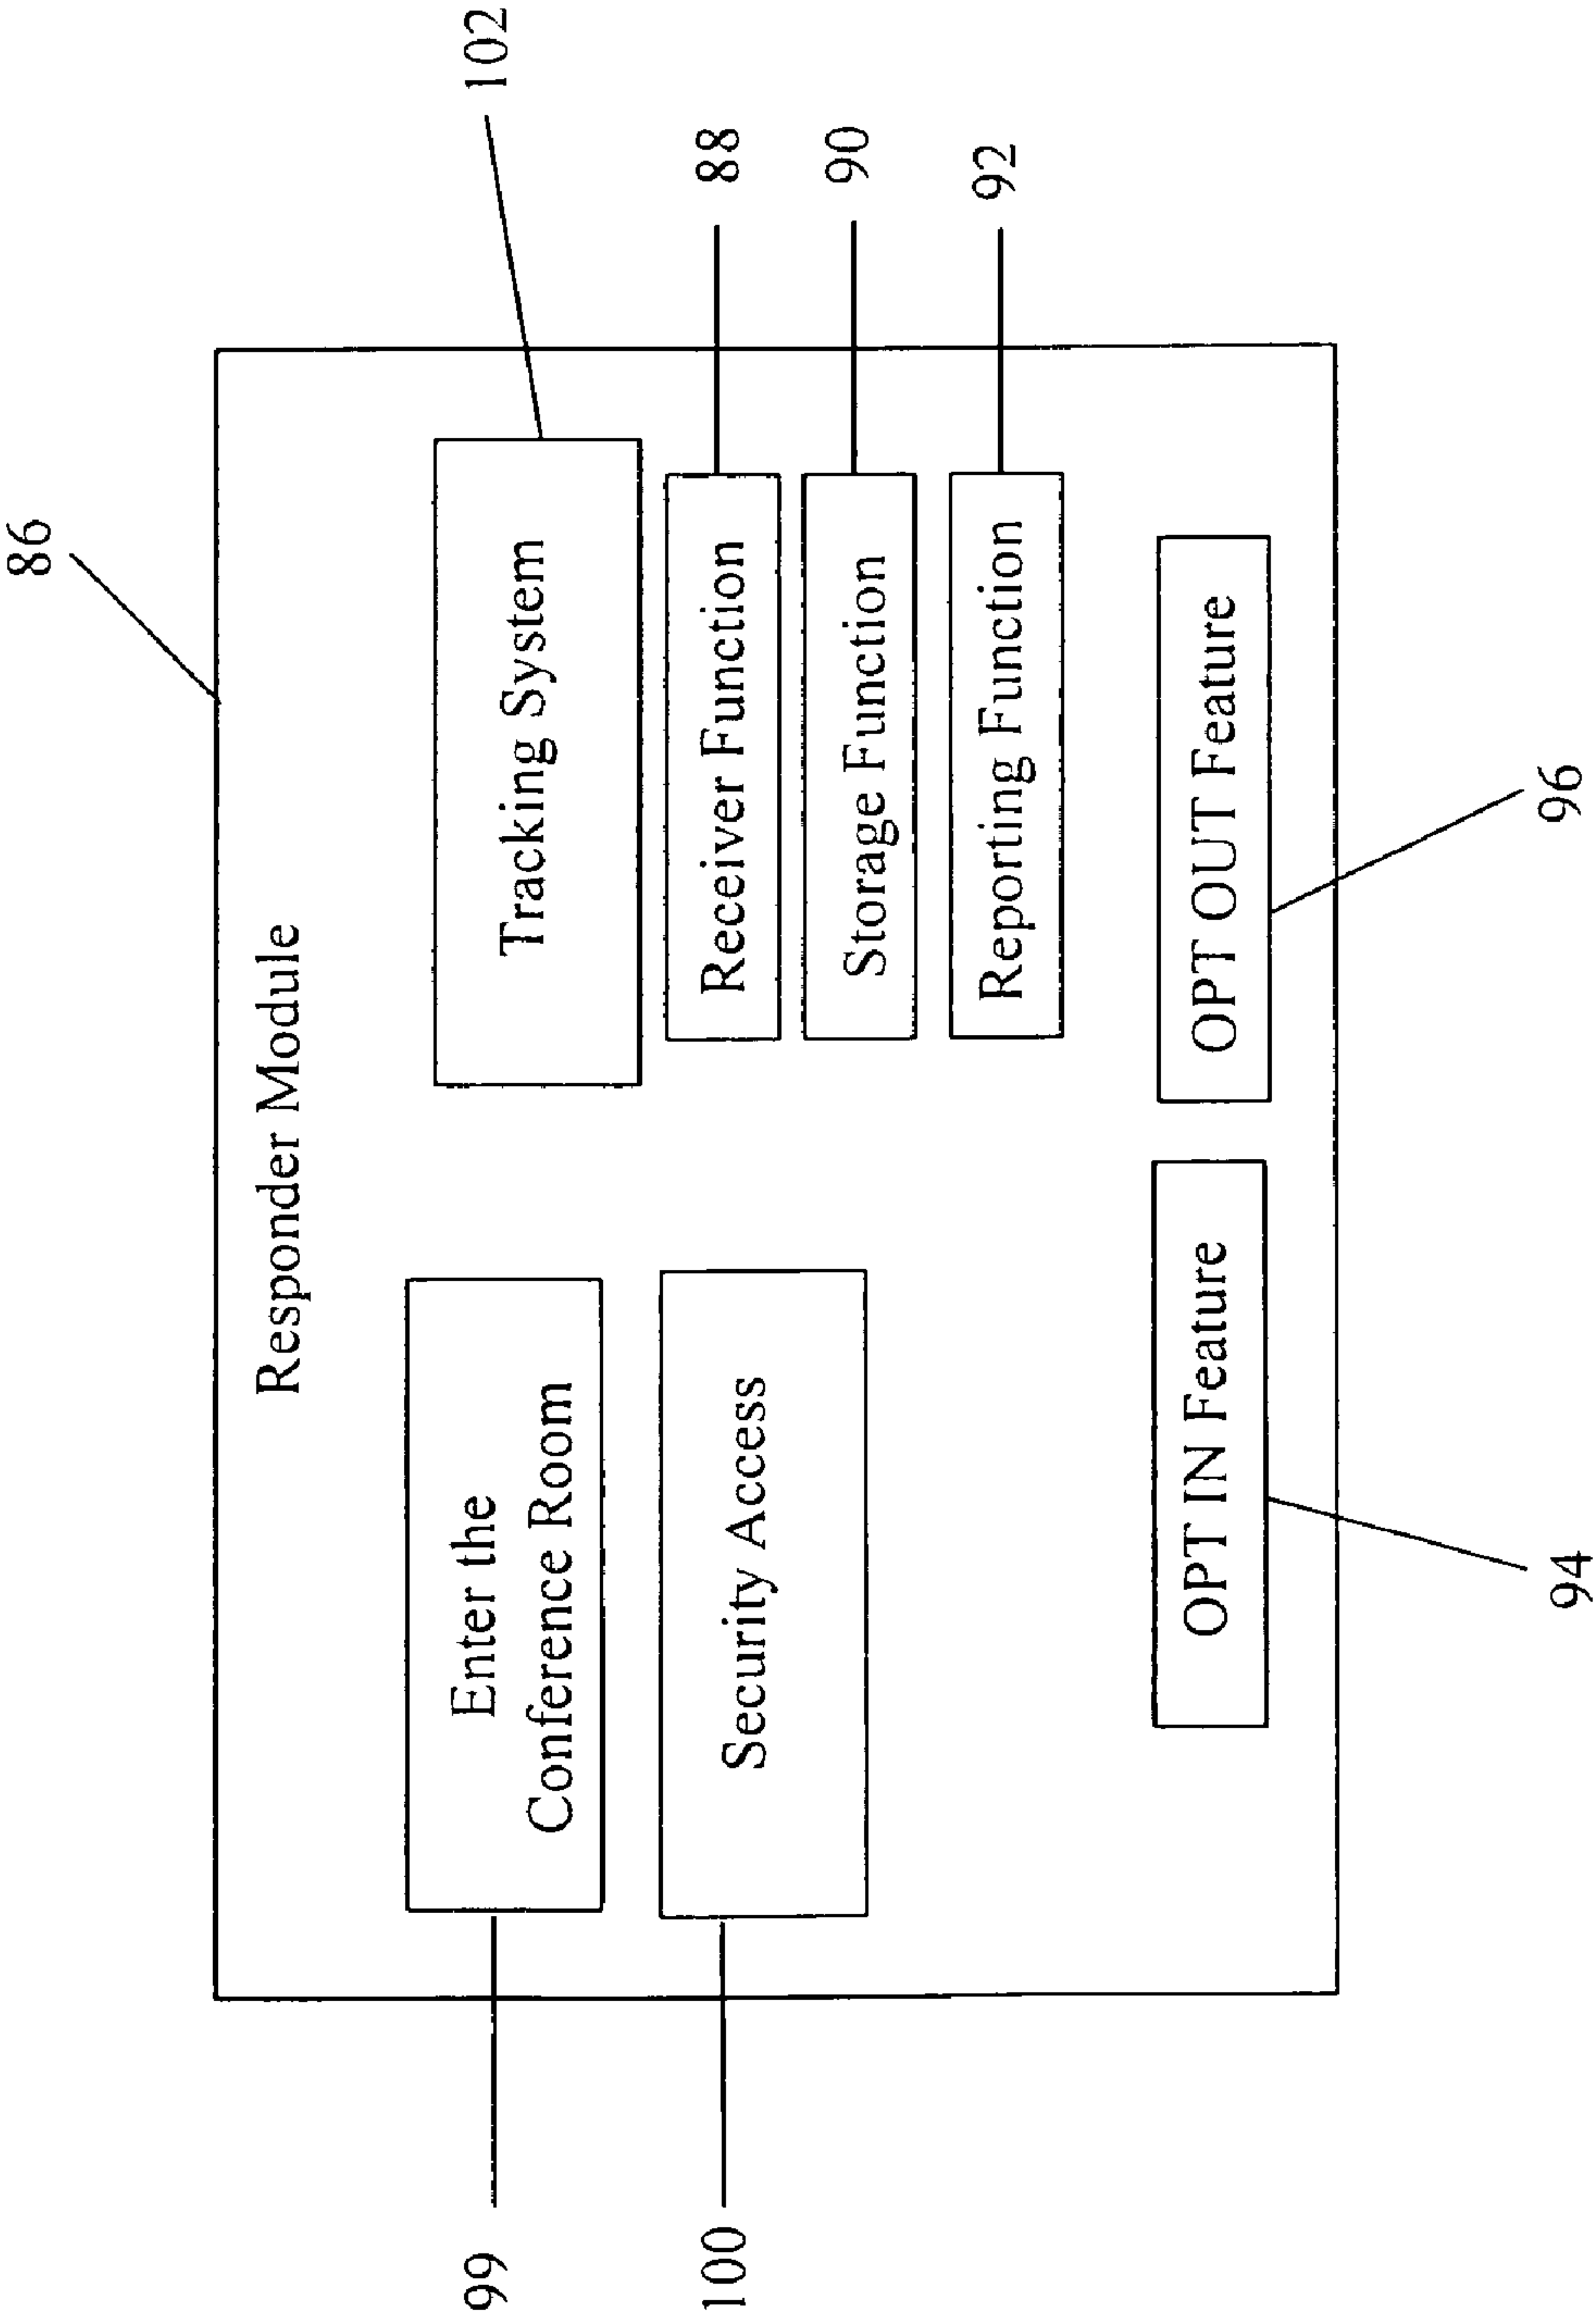 86
Responder Module
99
Enter the
Conference Room
Tracking System
102
100
Security Access
Receiver Function
88
Storage Function
90
Reporting Function
92
OPT IN Feature
OPT OUT Feature
94
96